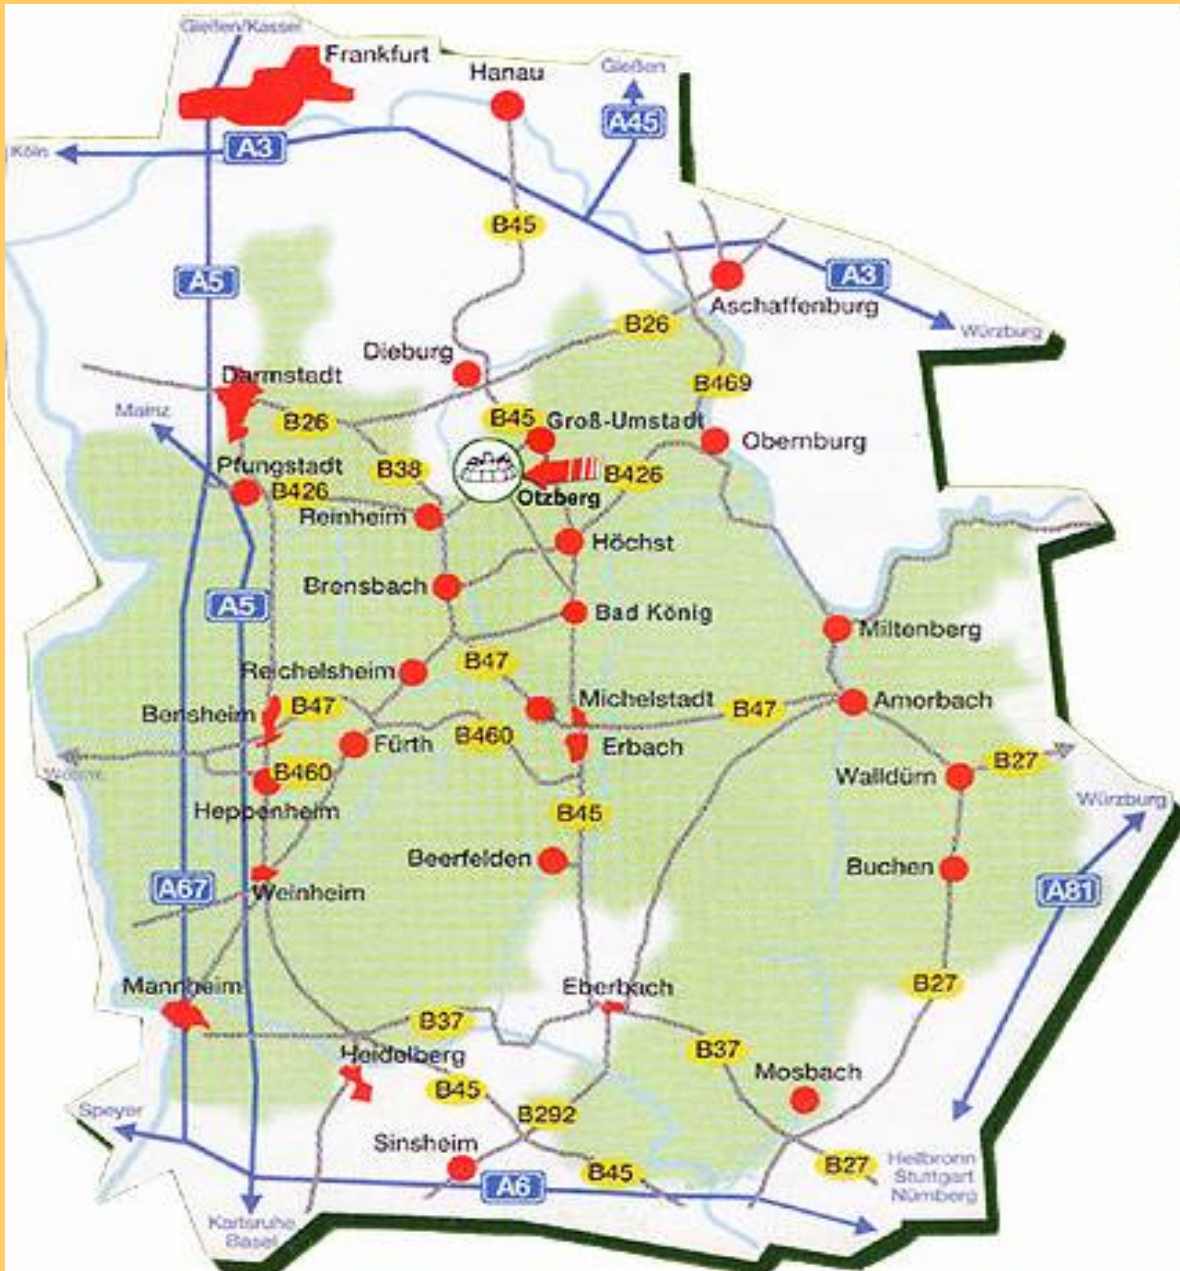 Gießen/Kassel
Frankfurt
Hanau
Gießen
A45
Köln
A3
B45
A5
A3
Aschaffenburg
B26
Würzburg
Dieburg
Darmstadt
B469
Mainz
B26
B45
Groß-Umstadt
Obernburg
Pfungstadt
B38
B426
B426
Otzberg
Reinheim
Höchst
Brensbach
A5
Bad König
Miltenberg
Reichelsheim
B47
Bensheim
B47
Michelstadt
B47
Amorbach
Fürth
B460
Erbach
B27
B460
Walldürn
Heppenheim
B45
Würzburg
Beerfelden
Buchen
A67
Weinheim
A81
B27
Mannheim
Eberbach
B37
B37
Heidelberg
Mosbach
B45
B292
Speyer
Sinsheim
B45
B27
A6
Heilbronn
Stuttgart
Nürnberg
Karlsruhe
Basel